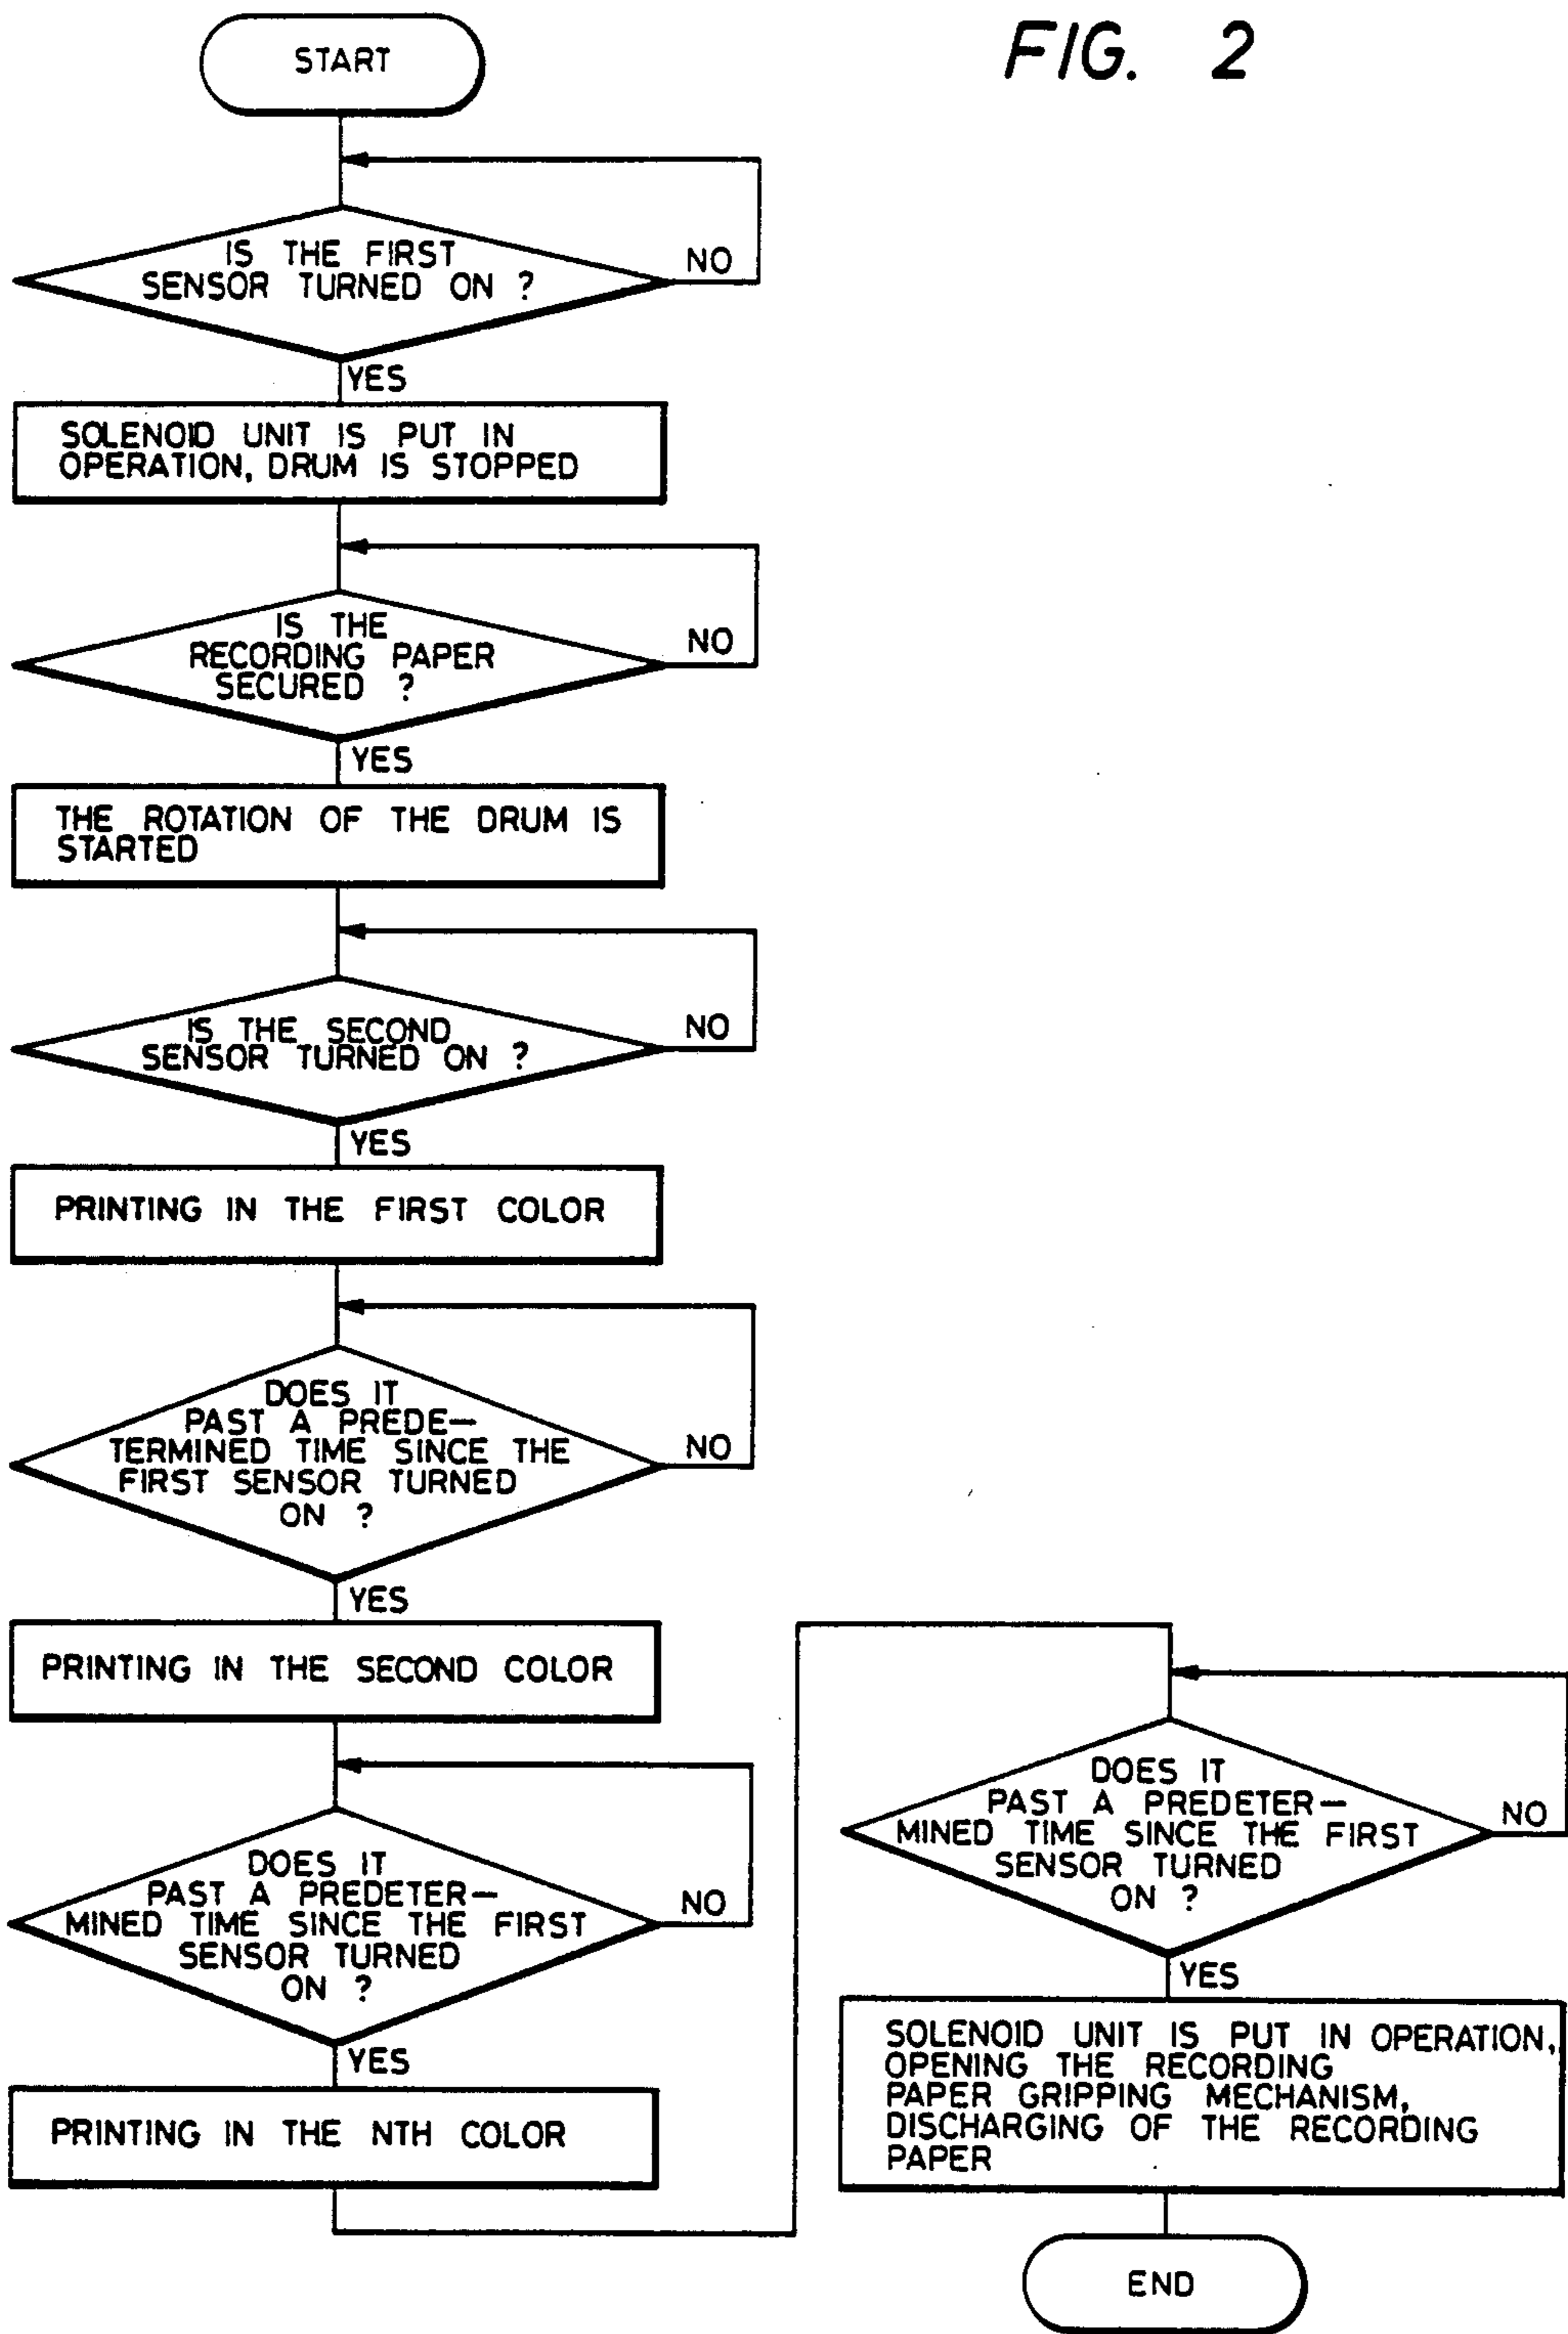 FIG. 2
START
IS THE FIRST
SENSOR TURNED ON ?
NO
YES
SOLENOID UNIT IS PUT IN
OPERATION, DRUM IS STOPPED
IS THE
RECORDING PAPER
SECURED ?
NO
YES
THE ROTATION OF THE DRUM IS
STARTED
IS THE SECOND
SENSOR TURNED ON ?
NO
YES
PRINTING IN THE FIRST COLOR
DOES IT
PAST A PREDE—
TERMINED TIME SINCE THE
FIRST SENSOR TURNED
ON ?
NO
YES
PRINTING IN THE SECOND COLOR
DOES IT
PAST A PREDETER—
MINED TIME SINCE THE FIRST
SENSOR TURNED
ON ?
NO
YES
PRINTING IN THE NTH COLOR
DOES IT
PAST A PREDETER—
MINED TIME SINCE THE FIRST
SENSOR TURNED
ON ?
NO
YES
SOLENOID UNIT IS PUT IN OPERATION,
OPENING THE RECORDING
PAPER GRIPPING MECHANISM,
DISCHARGING OF THE RECORDING
PAPER
END